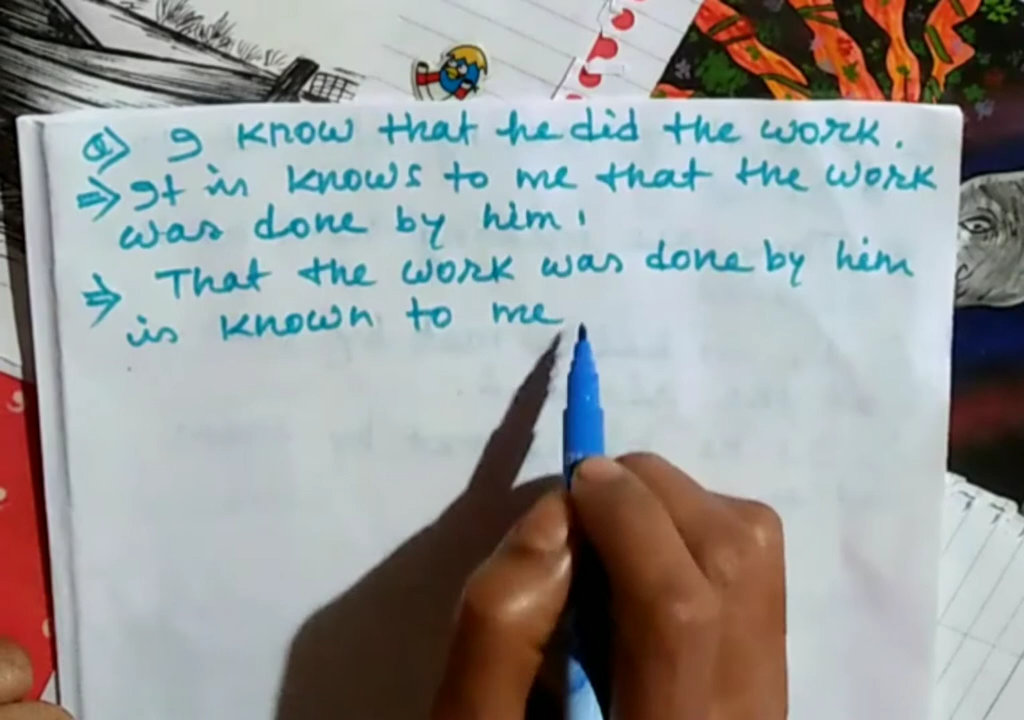 Q) I know that he did the work.
⇒ It is knows to me that the work
was done by him.
⇒ That the work was done by him
is known to me